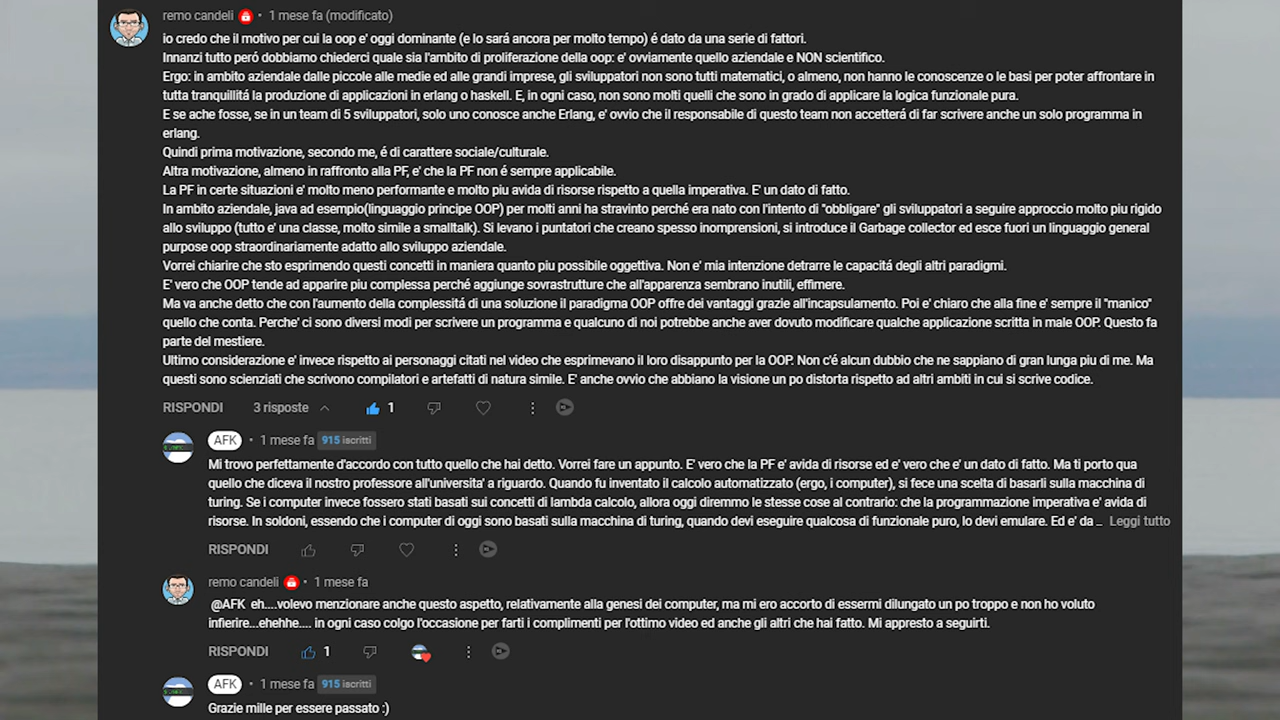 remo candeli • 1 mese fa (modificato)
io credo che il motivo per cui la oop e' oggi dominante (e lo sará ancora per molto tempo) é dato da una serie di fattori.
Innanzi tutto peró dobbiamo chiederci quale sia l'ambito di proliferazione della oop: e' ovviamente quello aziendale e NON scientifico.
Ergo: in ambito aziendale dalle piccole alle medie ed alle grandi imprese, gli sviluppatori non sono tutti matematici, o almeno, non hanno le conoscenze o le basi per poter affrontare in
tutta tranquillitá la produzione di applicazioni in erlang o haskell. E, in ogni caso, non sono molti quelli che sono in grado di applicare la logica funzionale pura.
E se ache fosse, se in un team di 5 sviluppatori, solo uno conosce anche Erlang, e' ovvio che il responsabile di questo team non accetterá di far scrivere anche un solo programma in
erlang.
Quindi prima motivazione, secondo me, é di carattere sociale/culturale.
Altra motivazione, almeno in raffronto alla PF, e' che la PF non é sempre applicabile.
La PF in certe situazioni e' molto meno performante e molto piu avida di risorse rispetto a quella imperativa. E' un dato di fatto.
In ambito aziendale, java ad esempio(linguaggio principe OOP) per molti anni ha stravinto perché era nato con l'intento di "obbligare" gli sviluppatori a seguire approccio molto piu rigido
allo sviluppo (tutto e' una classe, molto simile a smalltalk). Si levano i puntatori che creano spesso inomprensioni, si introduce il Garbage collector ed esce fuori un linguaggio general
purpose oop straordinariamente adatto allo sviluppo aziendale.
Vorrei chiarire che sto esprimendo questi concetti in maniera quanto piu possibile oggettiva. Non e' mia intenzione detrarre le capacitá degli altri paradigmi.
E' vero che OOP tende ad apparire piu complessa perché aggiunge sovrastrutture che all'apparenza sembrano inutili, effimere.
Ma va anche detto che con l'aumento della complessitá di una soluzione il paradigma OOP offre dei vantaggi grazie all'incapsulamento. Poi e' chiaro che alla fine e' sempre il "manico"
quello che conta. Perche' ci sono diversi modi per scrivere un programma e qualcuno di noi potrebbe anche aver dovuto modificare qualche applicazione scritta in male OOP. Questo fa
parte del mestiere.
Ultimo considerazione e' invece rispetto ai personaggi citati nel video che esprimevano il loro disappunto per la OOP. Non c'é alcun dubbio che ne sappiano di gran lunga piu di me. Ma
questi sono scienziati che scrivono compilatori e artefatti di natura simile. E' anche ovvio che abbiano la visione un po distorta rispetto ad altri ambiti in cui si scrive codice.
RISPONDI 3 risposte 1
AFK • 1 mese fa 915 iscritti
Mi trovo perfettamente d'accordo con tutto quello che hai detto. Vorrei fare un appunto. E' vero che la PF e' avida di risorse ed e' vero che e' un dato di fatto. Ma ti porto qua
quello che diceva il nostro professore all'universita' a riguardo. Quando fu inventato il calcolo automatizzato (ergo, i computer), si fece una scelta di basarli sulla macchina di
turing. Se i computer invece fossero stati basati sui concetti di lambda calcolo, allora oggi diremmo le stesse cose al contrario: che la programmazione imperativa e' avida di
risorse. In soldoni, essendo che i computer di oggi sono basati sulla macchina di turing, quando devi eseguire qualcosa di funzionale puro, lo devi emulare. Ed e' da ... Leggi tutto
RISPONDI
remo candeli • 1 mese fa
@AFK eh....volevo menzionare anche questo aspetto, relativamente alla genesi dei computer, ma mi ero accorto di essermi dilungato un po troppo e non ho voluto
infierire...ehehhe.... in ogni caso colgo l'occasione per farti i complimenti per l'ottimo video ed anche gli altri che hai fatto. Mi appresto a seguirti.
RISPONDI 1
AFK • 1 mese fa 915 iscritti
Grazie mille per essere passato :)